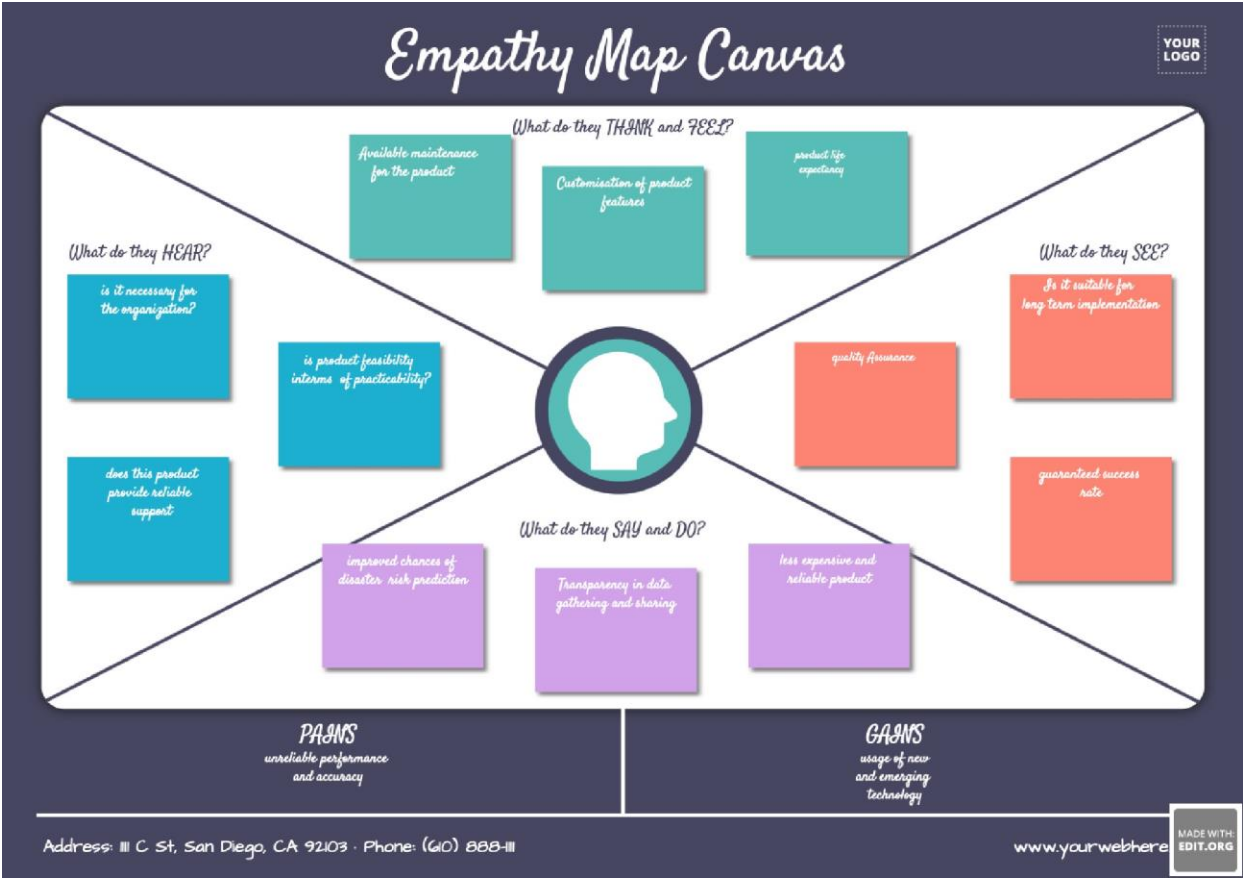 Empathy Map Canvas
YOUR
LOGO
What do they THINK and FEEL?
Available maintenance
for the product
Customisation of product
features
product life
expectancy
What do they HEAR?
is it necessary for
the organization?
is product feasibility
interms of practicability?
does this product
provide reliable
support
What do they SEE?
Is it suitable for
long term implementation
quality Assurance
guaranteed success
rate
What do they SAY and DO?
improved chances of
disaster risk prediction
Transparency in data
gathering and sharing
less expensive and
reliable product
PAINS
unreliable performance
and accuracy
GAINS
usage of new
and emerging
technology
Address: 111 C St, San Diego, CA 92103 · Phone: (610) 888-111
www.yourwebhere
MADE WITH:
EDIT.ORG